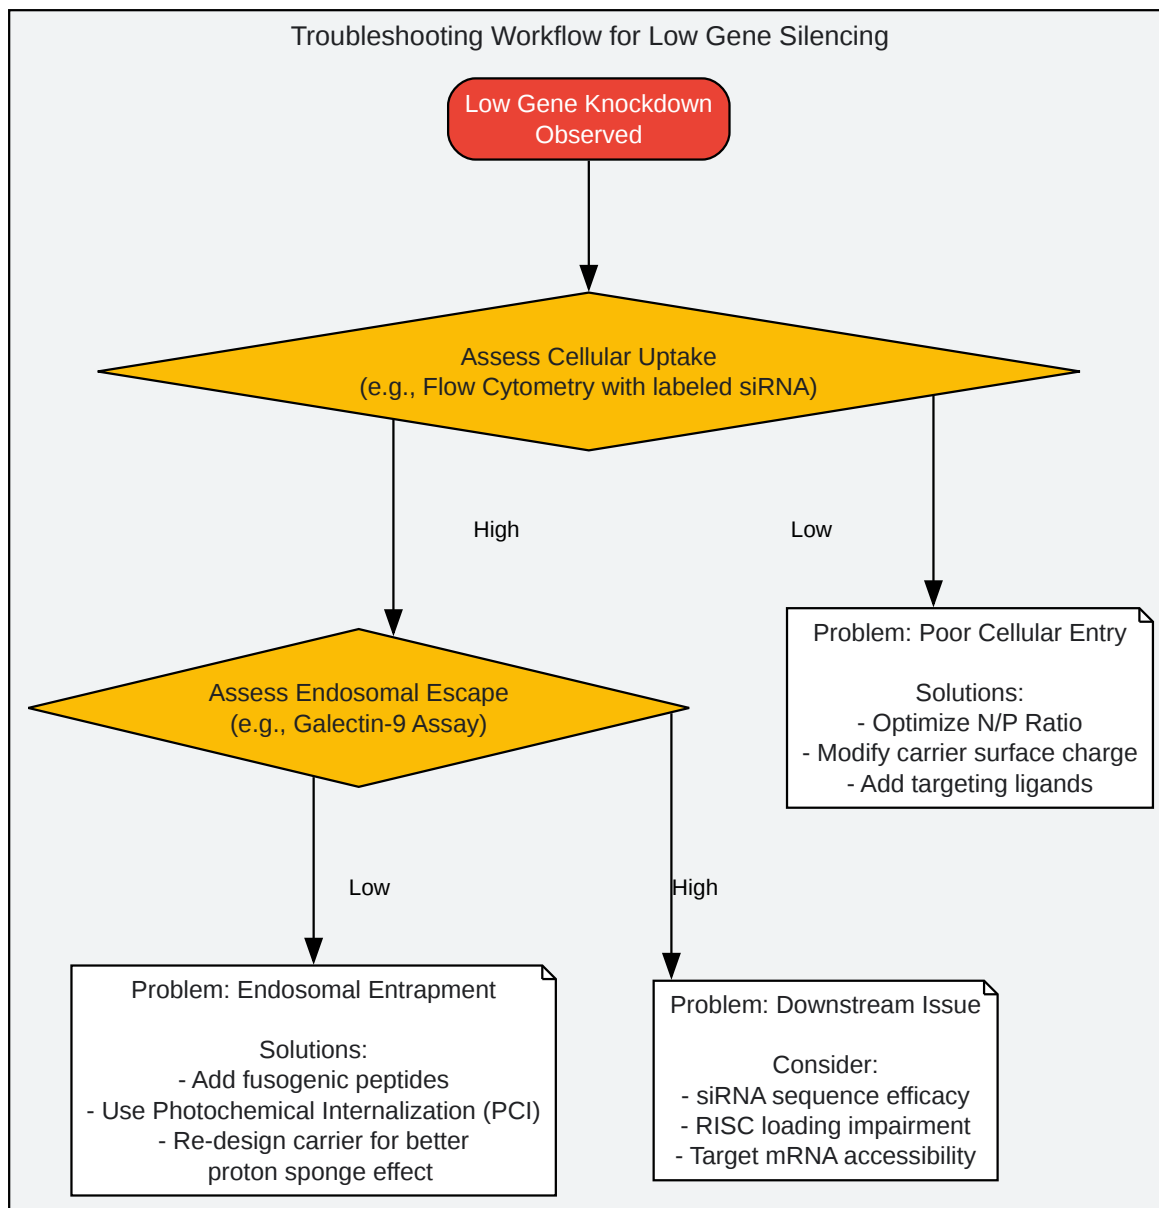 Troubleshooting Workflow for Low Gene Silencing
Low Gene Knockdown
Observed
Assess Cellular Uptake
(e.g., Flow Cytometry with labeled siRNA)
High
Low
Problem: Poor Cellular Entry
Solutions:
- Optimize N/P Ratio
- Modify carrier surface charge
- Add targeting ligands
Assess Endosomal Escape
(e.g., Galectin-9 Assay)
Low
High
Problem: Endosomal Entrapment
Solutions:
- Add fusogenic peptides
- Use Photochemical Internalization (PCI)
- Re-design carrier for better
proton sponge effect
Problem: Downstream Issue
Consider:
- siRNA sequence efficacy
- RISC loading impairment
- Target mRNA accessibility